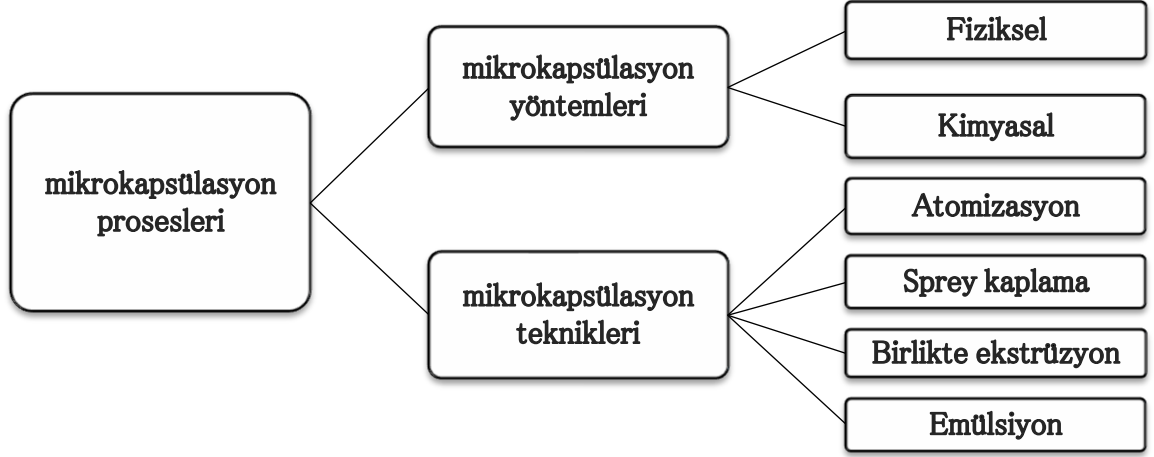 mikrokapsülasyon
prosesleri
mikrokapsülasyon
yöntemleri
Fiziksel
Kimyasal
mikrokapsülasyon
teknikleri
Atomizasyon
Sprey kaplama
Birlikte ekstrüzyon
Emülsiyon